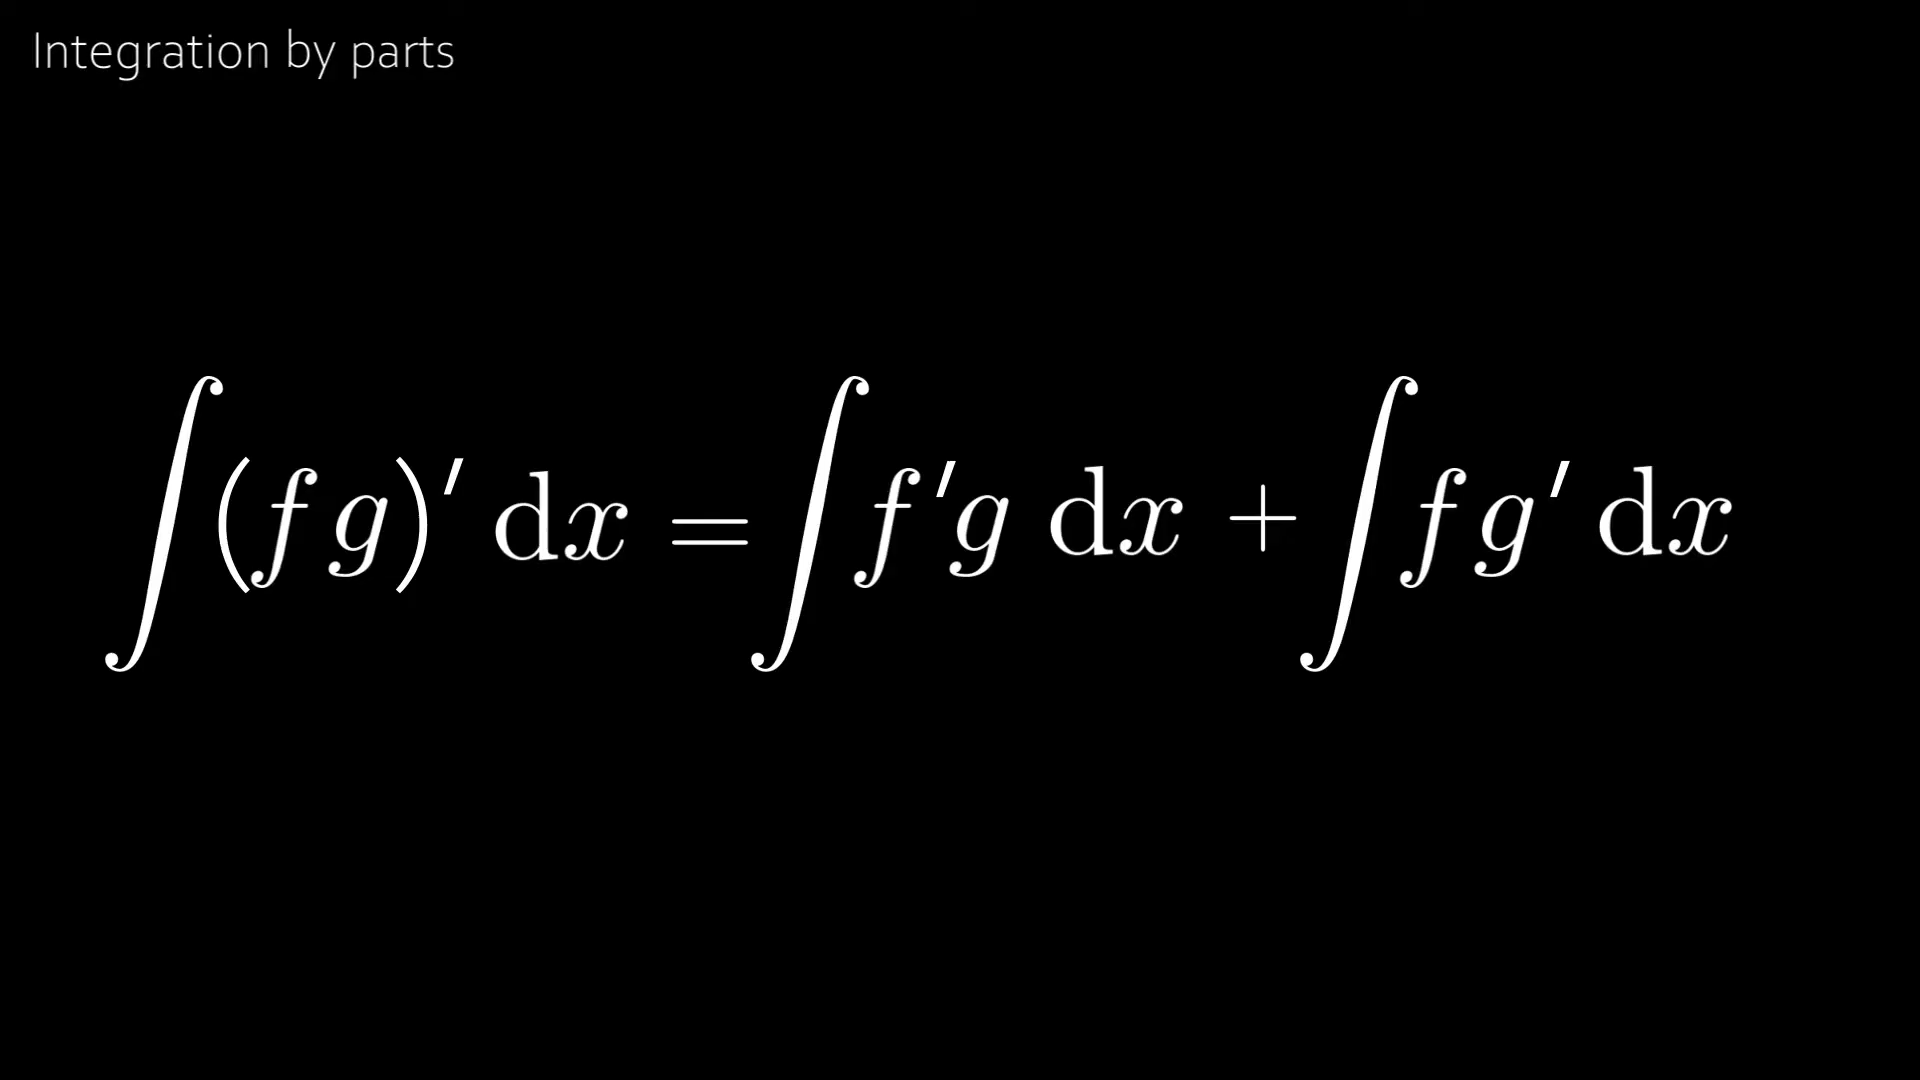 Integration by parts
∫(fg)′ dx = ∫f′g dx + ∫fg′ dx